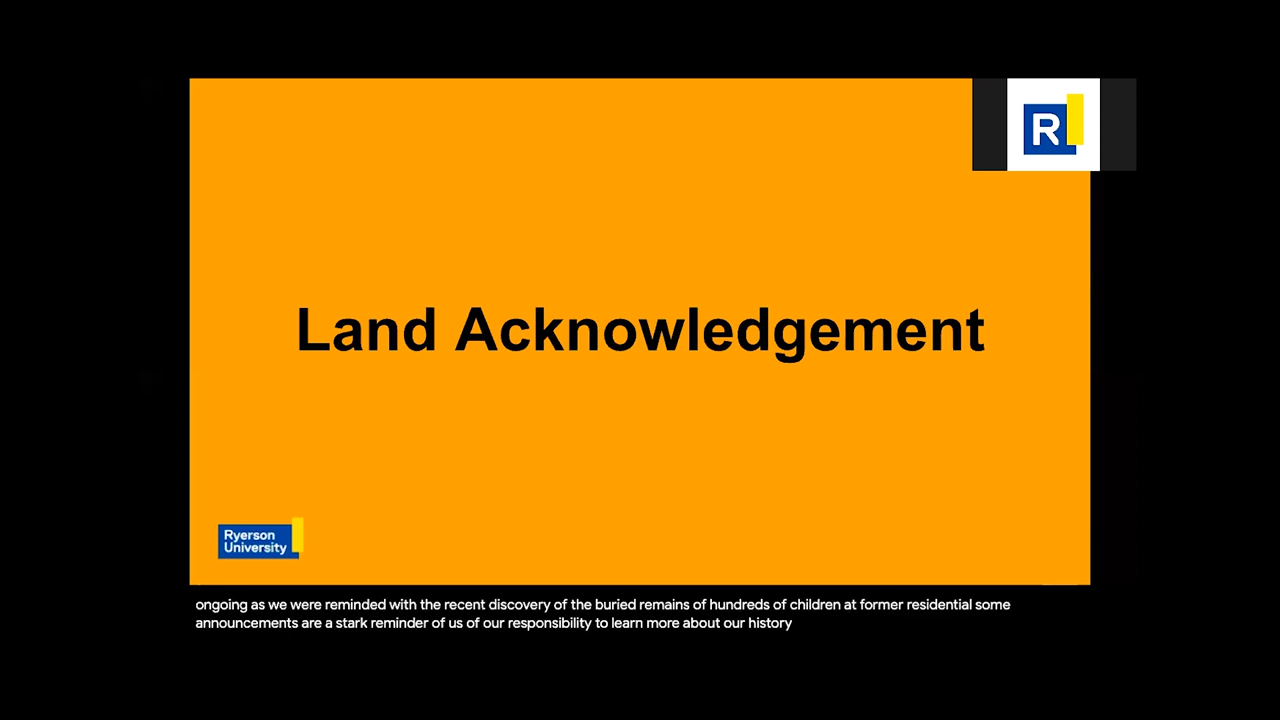 R
Land Acknowledgement
Ryerson
University
ongoing as we were reminded with the recent discovery of the buried remains of hundreds of children at former residential some
announcements are a stark reminder of us of our responsibility to learn more about our history